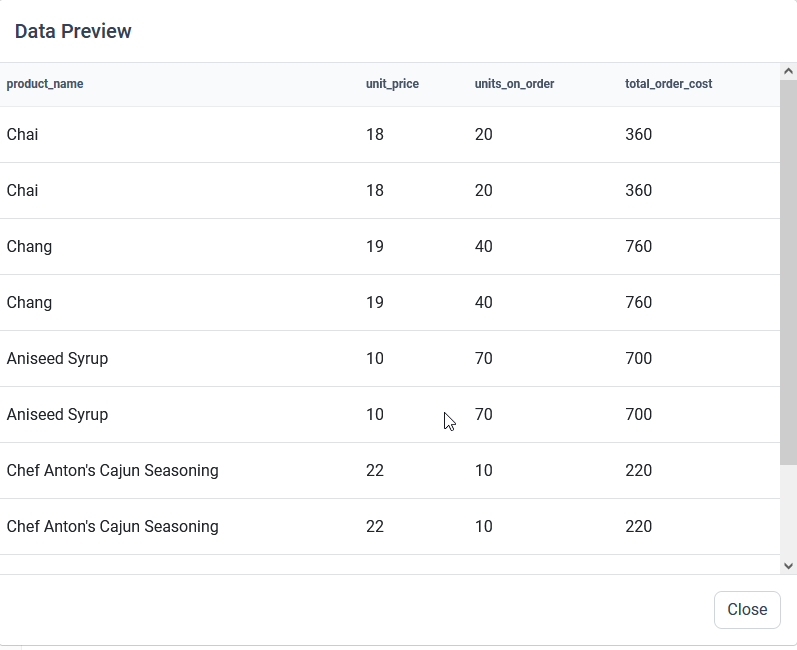 Data Preview
product_name unit_price units_on_order total_order_cost
Chai 18 20 360
Chai 18 20 360
Chang 19 40 760
Chang 19 40 760
Aniseed Syrup 10 70 700
Aniseed Syrup 10 70 700
Chef Anton's Cajun Seasoning 22 10 220
Chef Anton's Cajun Seasoning 22 10 220
Close